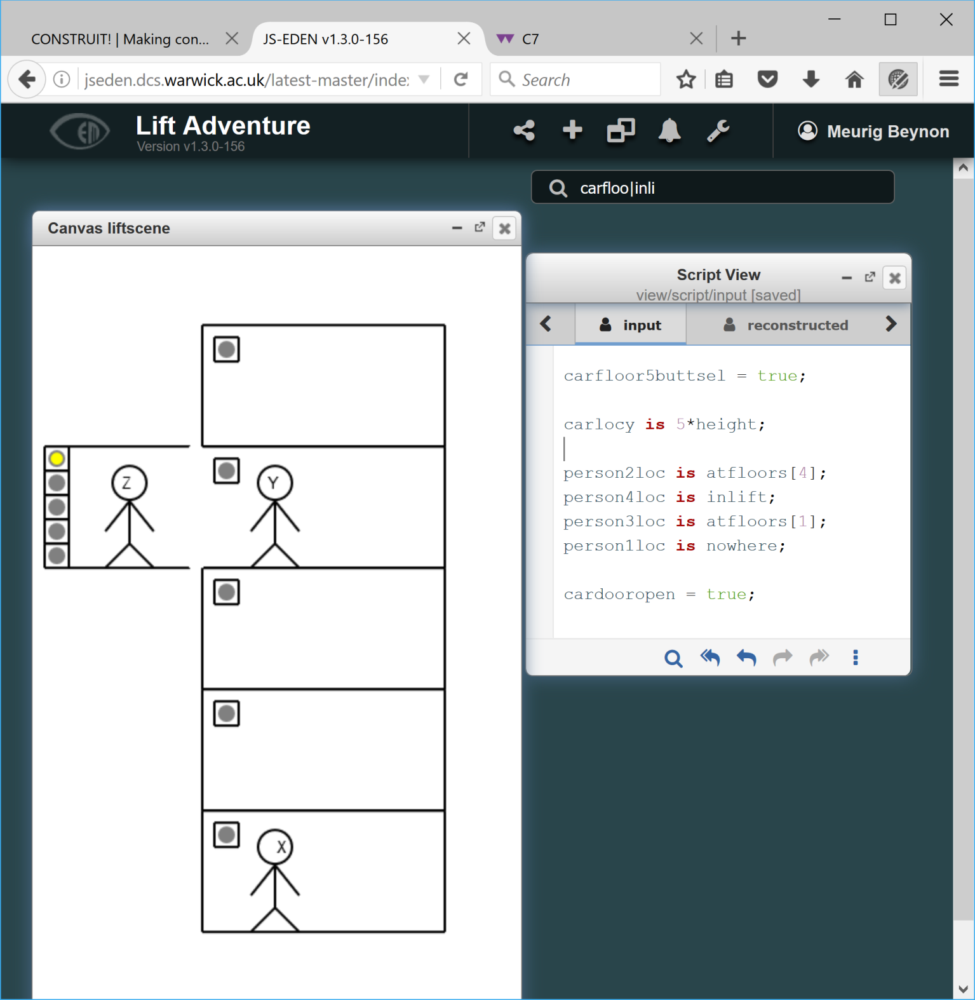 CONSTRUIT! | Making con...
JS-EDEN v1.3.0-156
C7
jseden.dcs.warwick.ac.uk/latest-master/inde
Search
Lift Adventure
Version v1.3.0-156
Meurig Beynon
carfloo|inli
Canvas liftscene
Script View
view/script/input [saved]
input
reconstructed
carfloor5buttsel = true;
carlocy is 5*height;
person2loc is atfloors[4];
person4loc is inlift;
person3loc is atfloors[1];
person1loc is nowhere;
cardooropen = true;
Z
Y
X